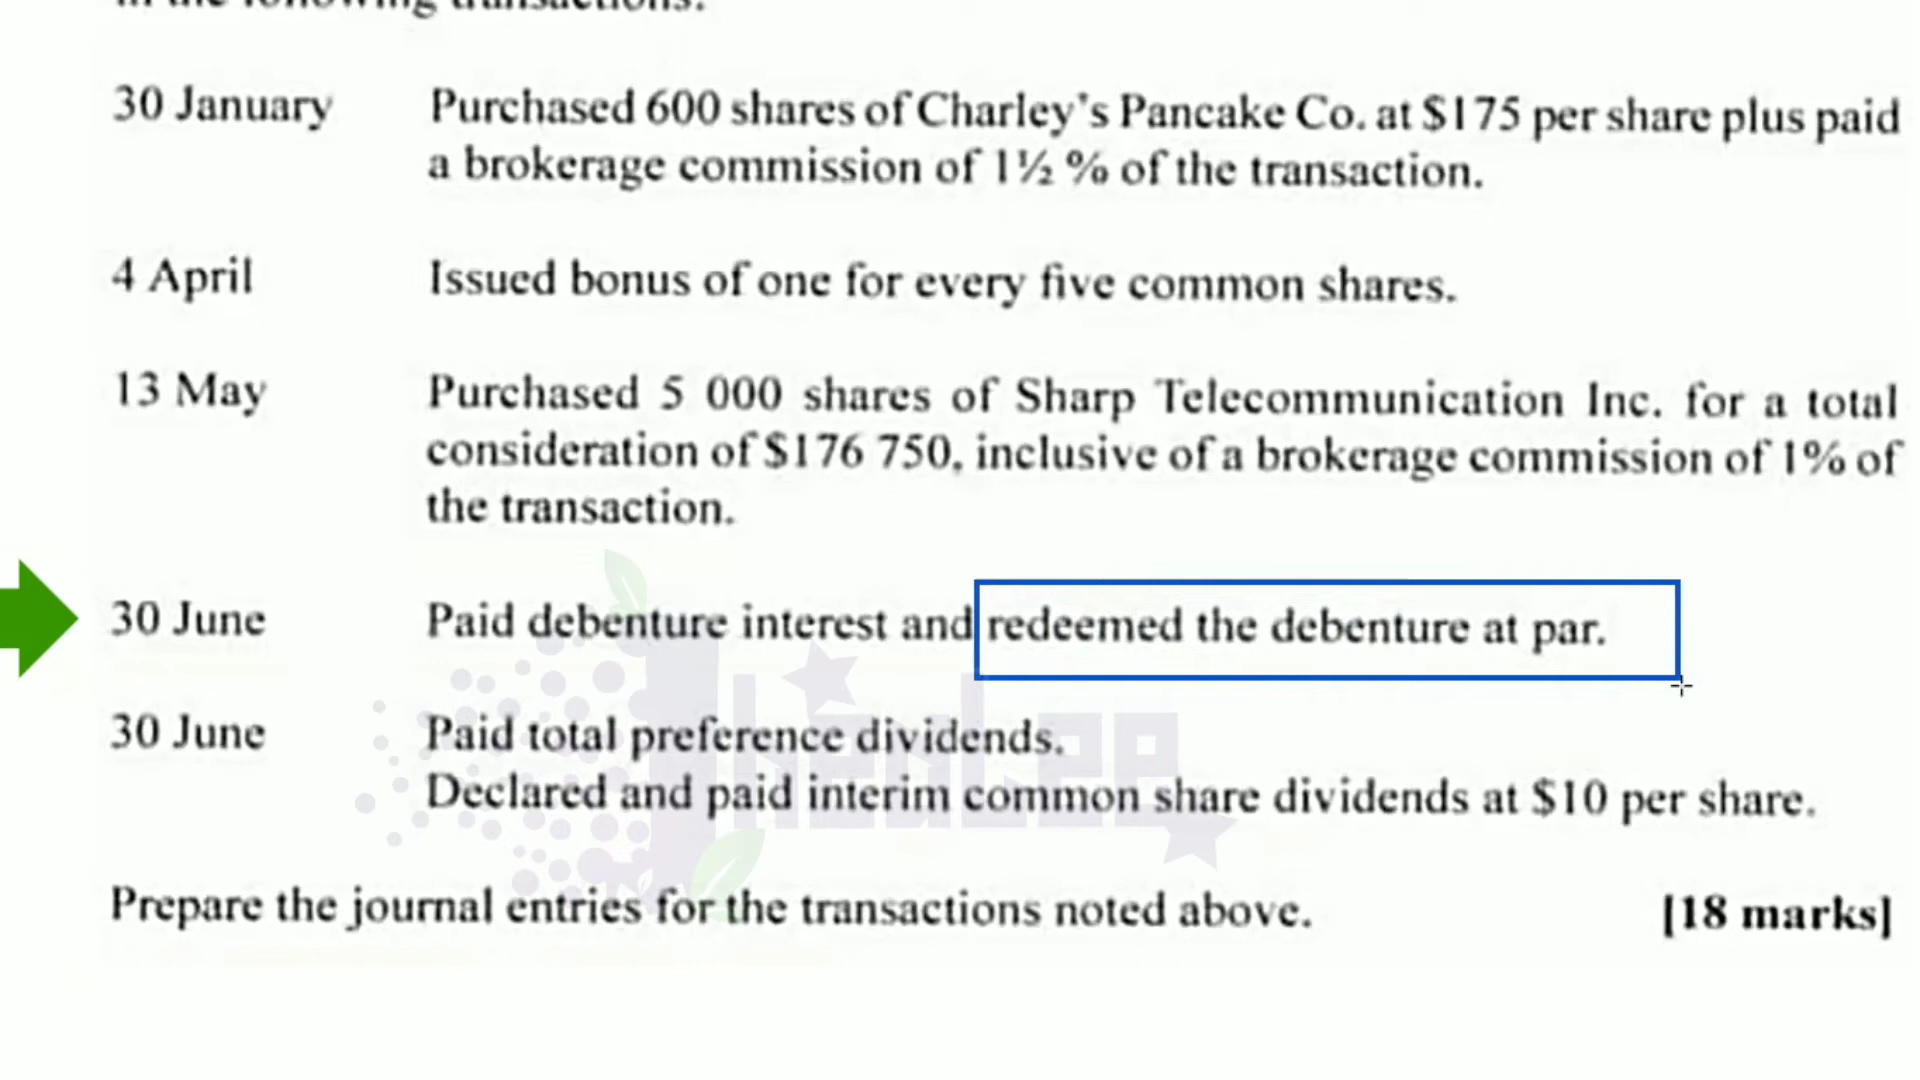 in the following transactions:
30 January Purchased 600 shares of Charley's Pancake Co. at $175 per share plus paid
a brokerage commission of 1½ % of the transaction.
4 April Issued bonus of one for every five common shares.
13 May Purchased 5 000 shares of Sharp Telecommunication Inc. for a total
consideration of $176 750, inclusive of a brokerage commission of 1% of
the transaction.
30 June Paid debenture interest and redeemed the debenture at par.
30 June Paid total preference dividends.
Declared and paid interim common share dividends at $10 per share.
Prepare the journal entries for the transactions noted above. [18 marks]